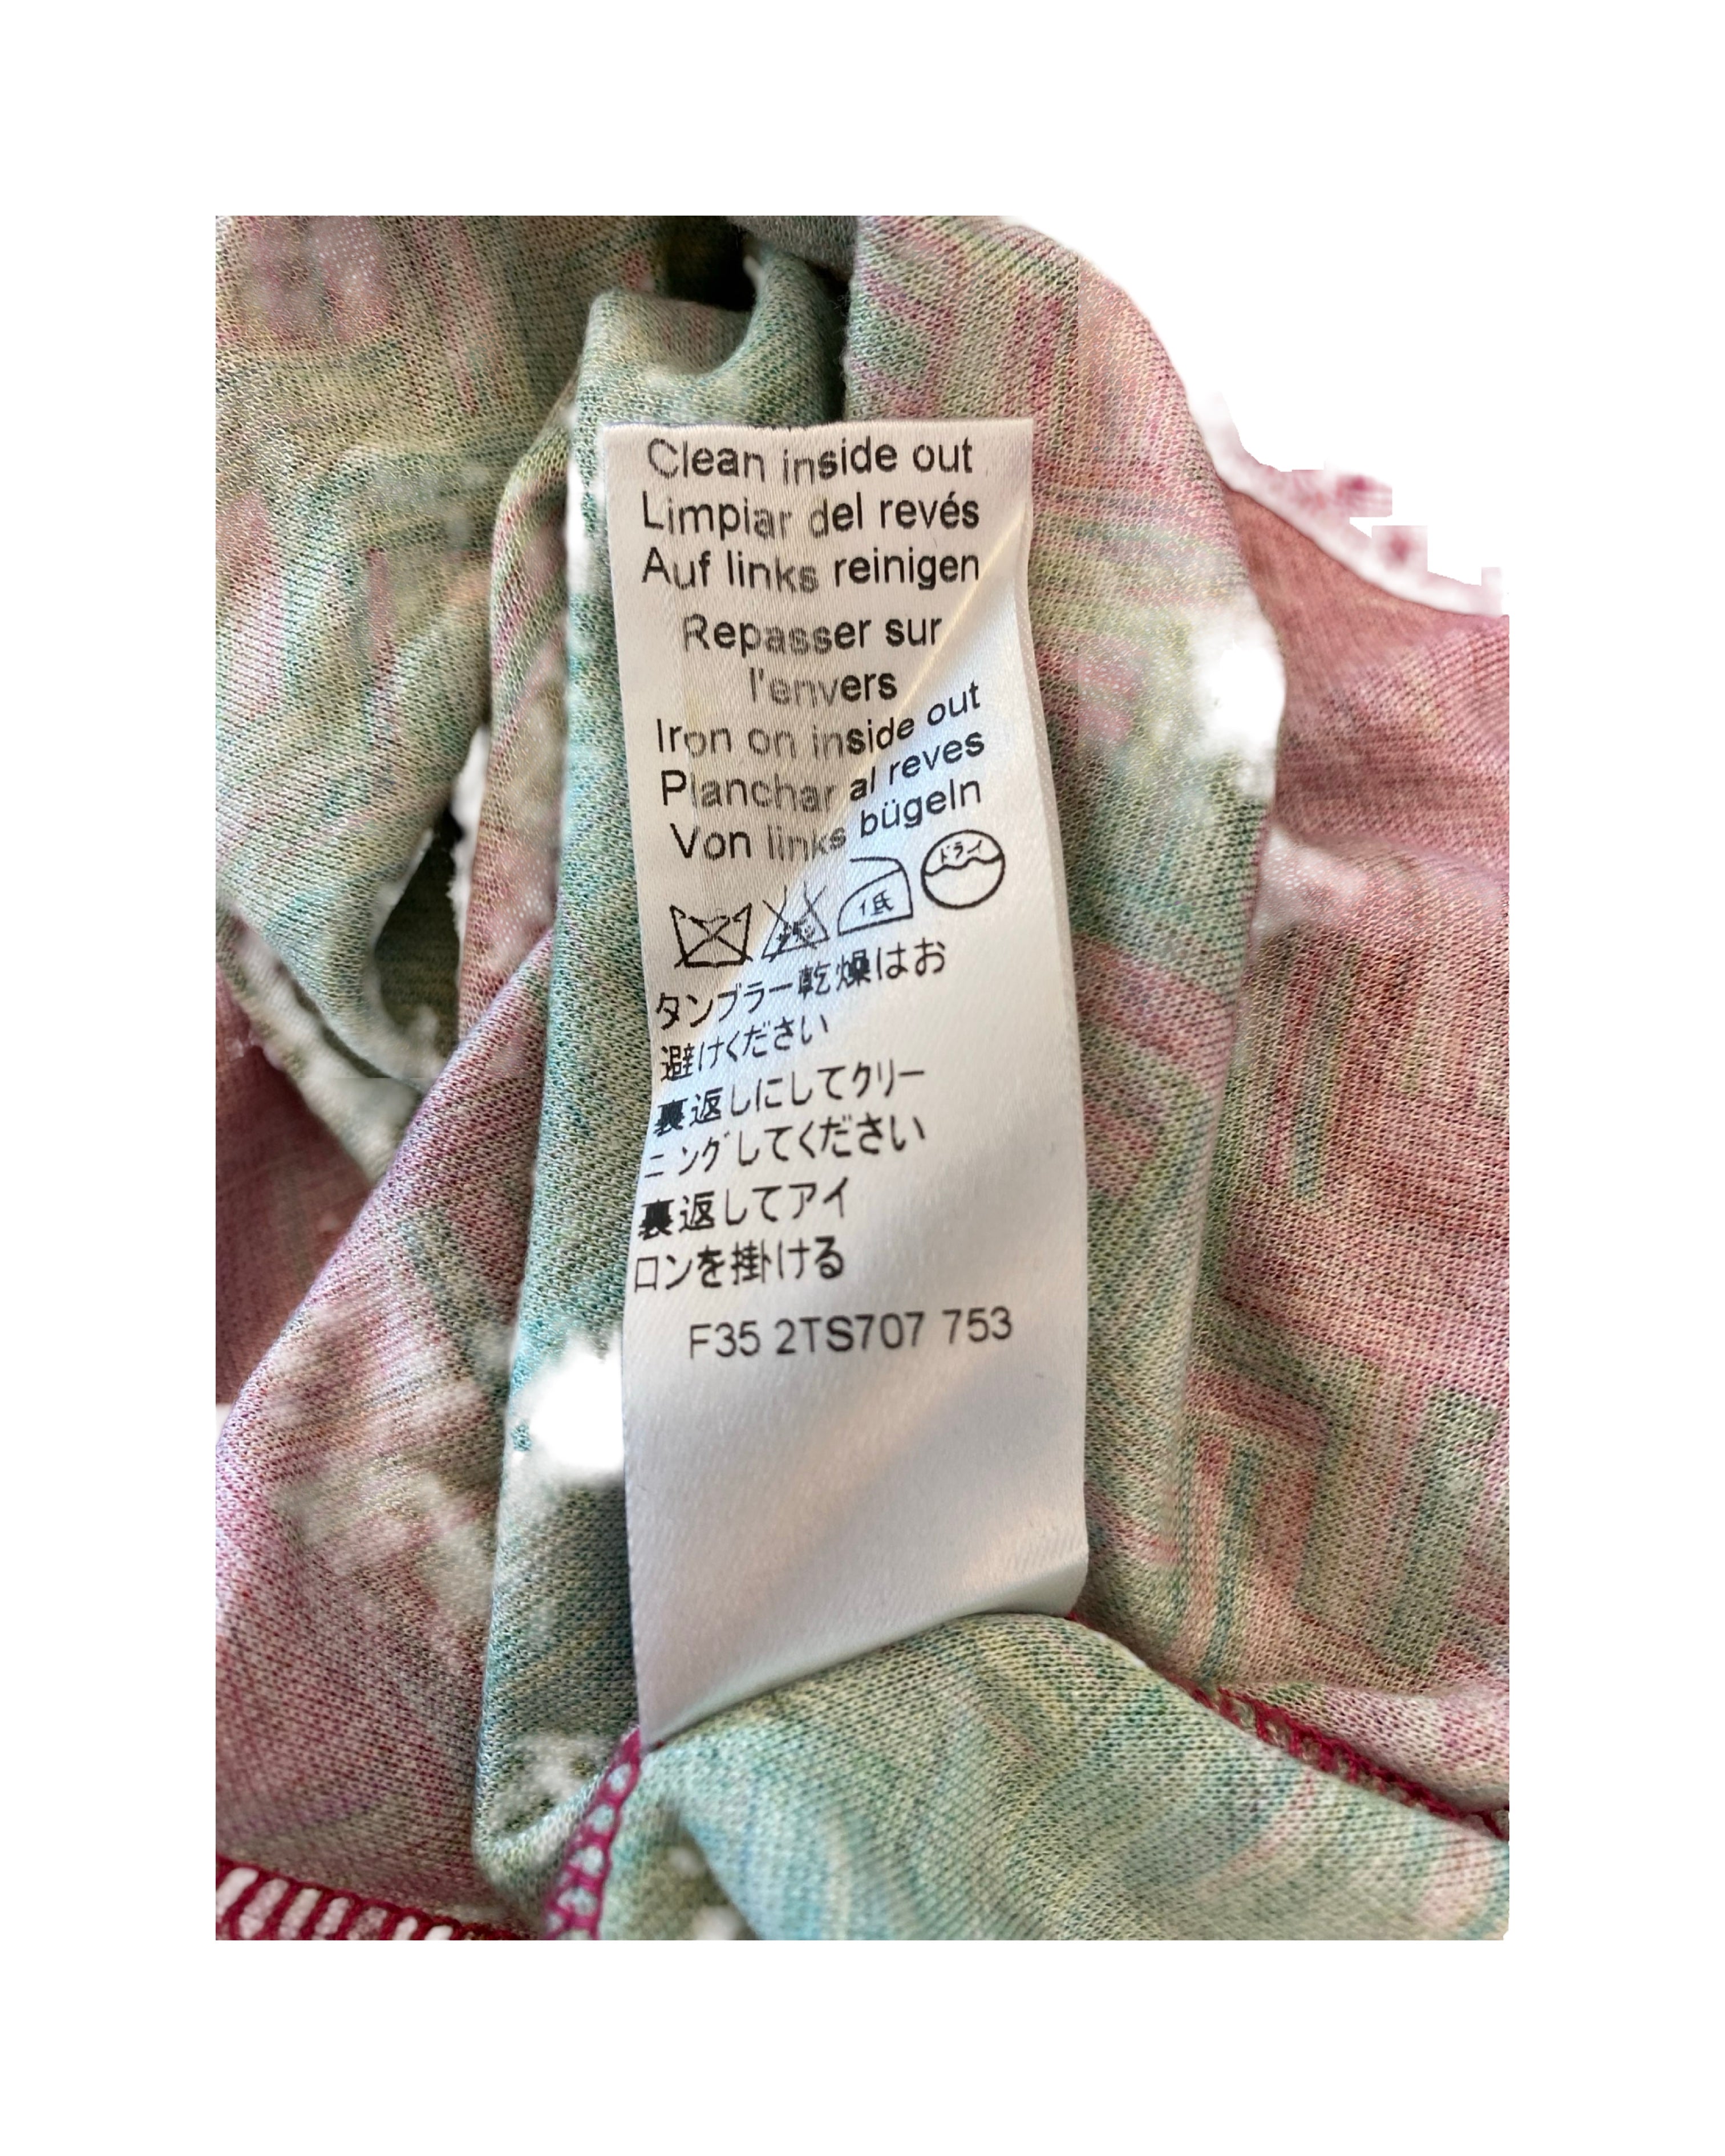 Clean inside out
Limpiar del revés
Auf links reinigen
Repasser sur
l'envers
Iron on inside out
Planchar al reves
Von links bügeln
ドライ
低
タンブラー乾燥はお
避けください
裏返しにしてクリー
ニングしてください
裏返してアイ
ロンを掛ける
F35 2TS707 753